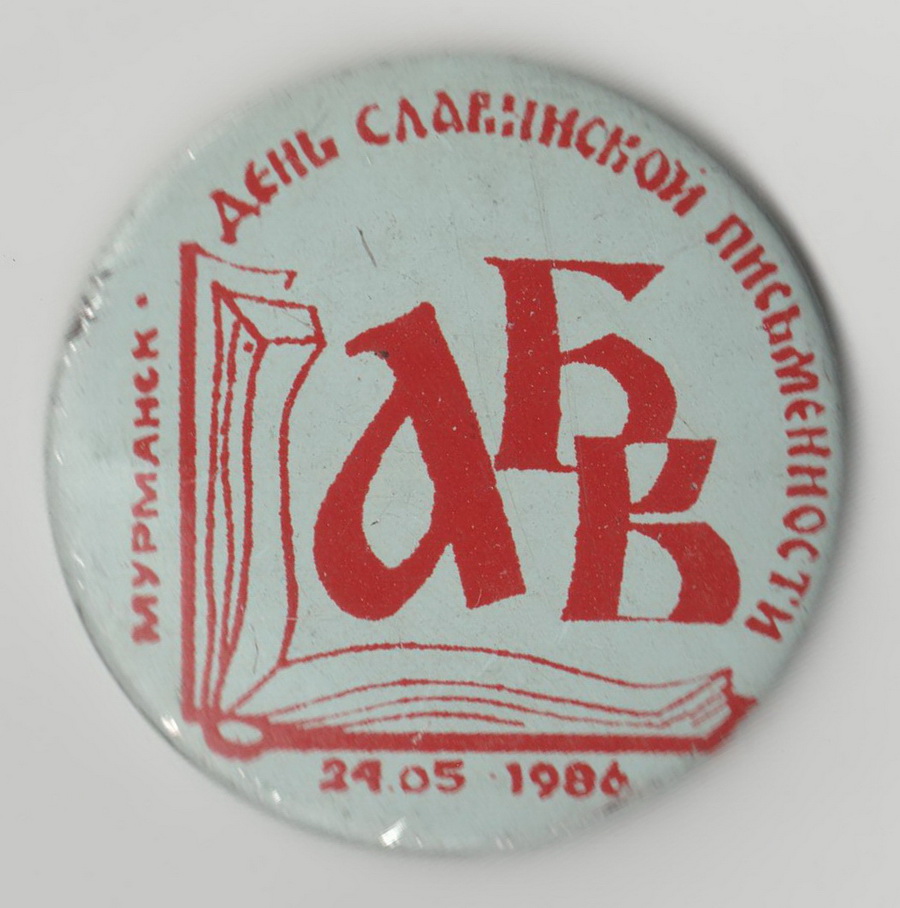 ДЕНЬ СЛАВЯНСКОЙ ПИСЬМЕННОСТИ
МУРМАНСК •
АБВ
24.05 1986